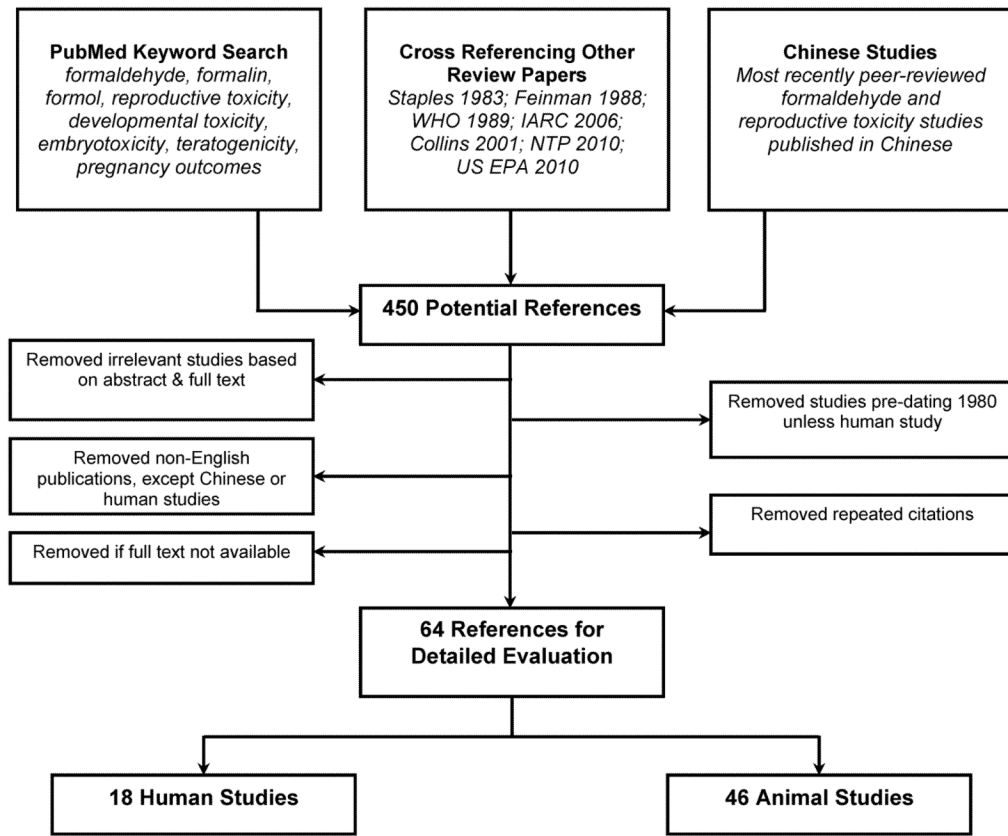 PubMed Keyword Search
formaldehyde, formalin,
formol, reproductive toxicity,
developmental toxicity,
embryotoxicity, teratogenicity,
pregnancy outcomes
Cross Referencing Other
Review Papers
Staples 1983; Feinman 1988;
WHO 1989; IARC 2006;
Collins 2001; NTP 2010;
US EPA 2010
Chinese Studies
Most recently peer-reviewed
formaldehyde and
reproductive toxicity studies
published in Chinese
450 Potential References
Removed irrelevant studies based
on abstract & full text
Removed studies pre-dating 1980
unless human study
Removed non-English
publications, except Chinese or
human studies
Removed repeated citations
Removed if full text not available
64 References for
Detailed Evaluation
18 Human Studies
46 Animal Studies